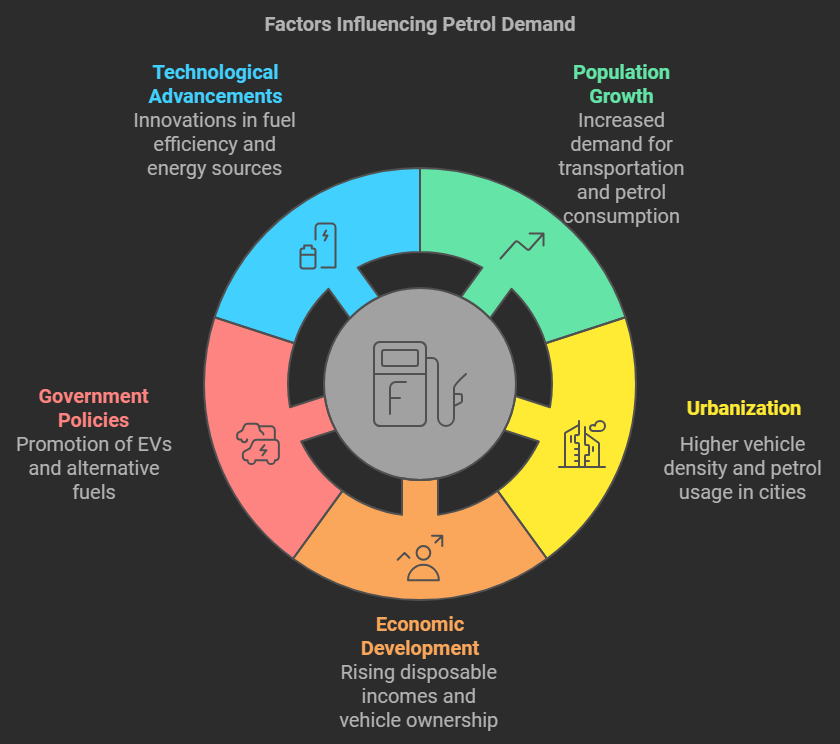 Factors Influencing Petrol Demand
Technological
Advancements
Innovations in fuel
efficiency and
energy sources
Population
Growth
Increased
demand for
transportation
and petrol
consumption
Government
Policies
Promotion of EVs
and alternative
fuels
F
Urbanization
Higher vehicle
density and petrol
usage in cities
Economic
Development
Rising disposable
incomes and
vehicle ownership